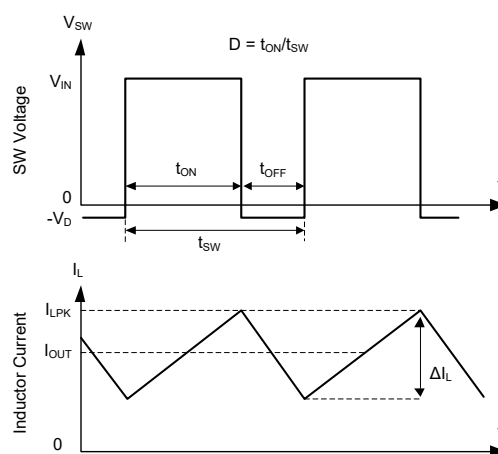 V_SW
D = t_ON/t_SW
V_IN
SW Voltage
t_ON
t_OFF
0
-V_D
t_SW
I_L
I_LPK
I_OUT
Inductor Current
ΔI_L
0